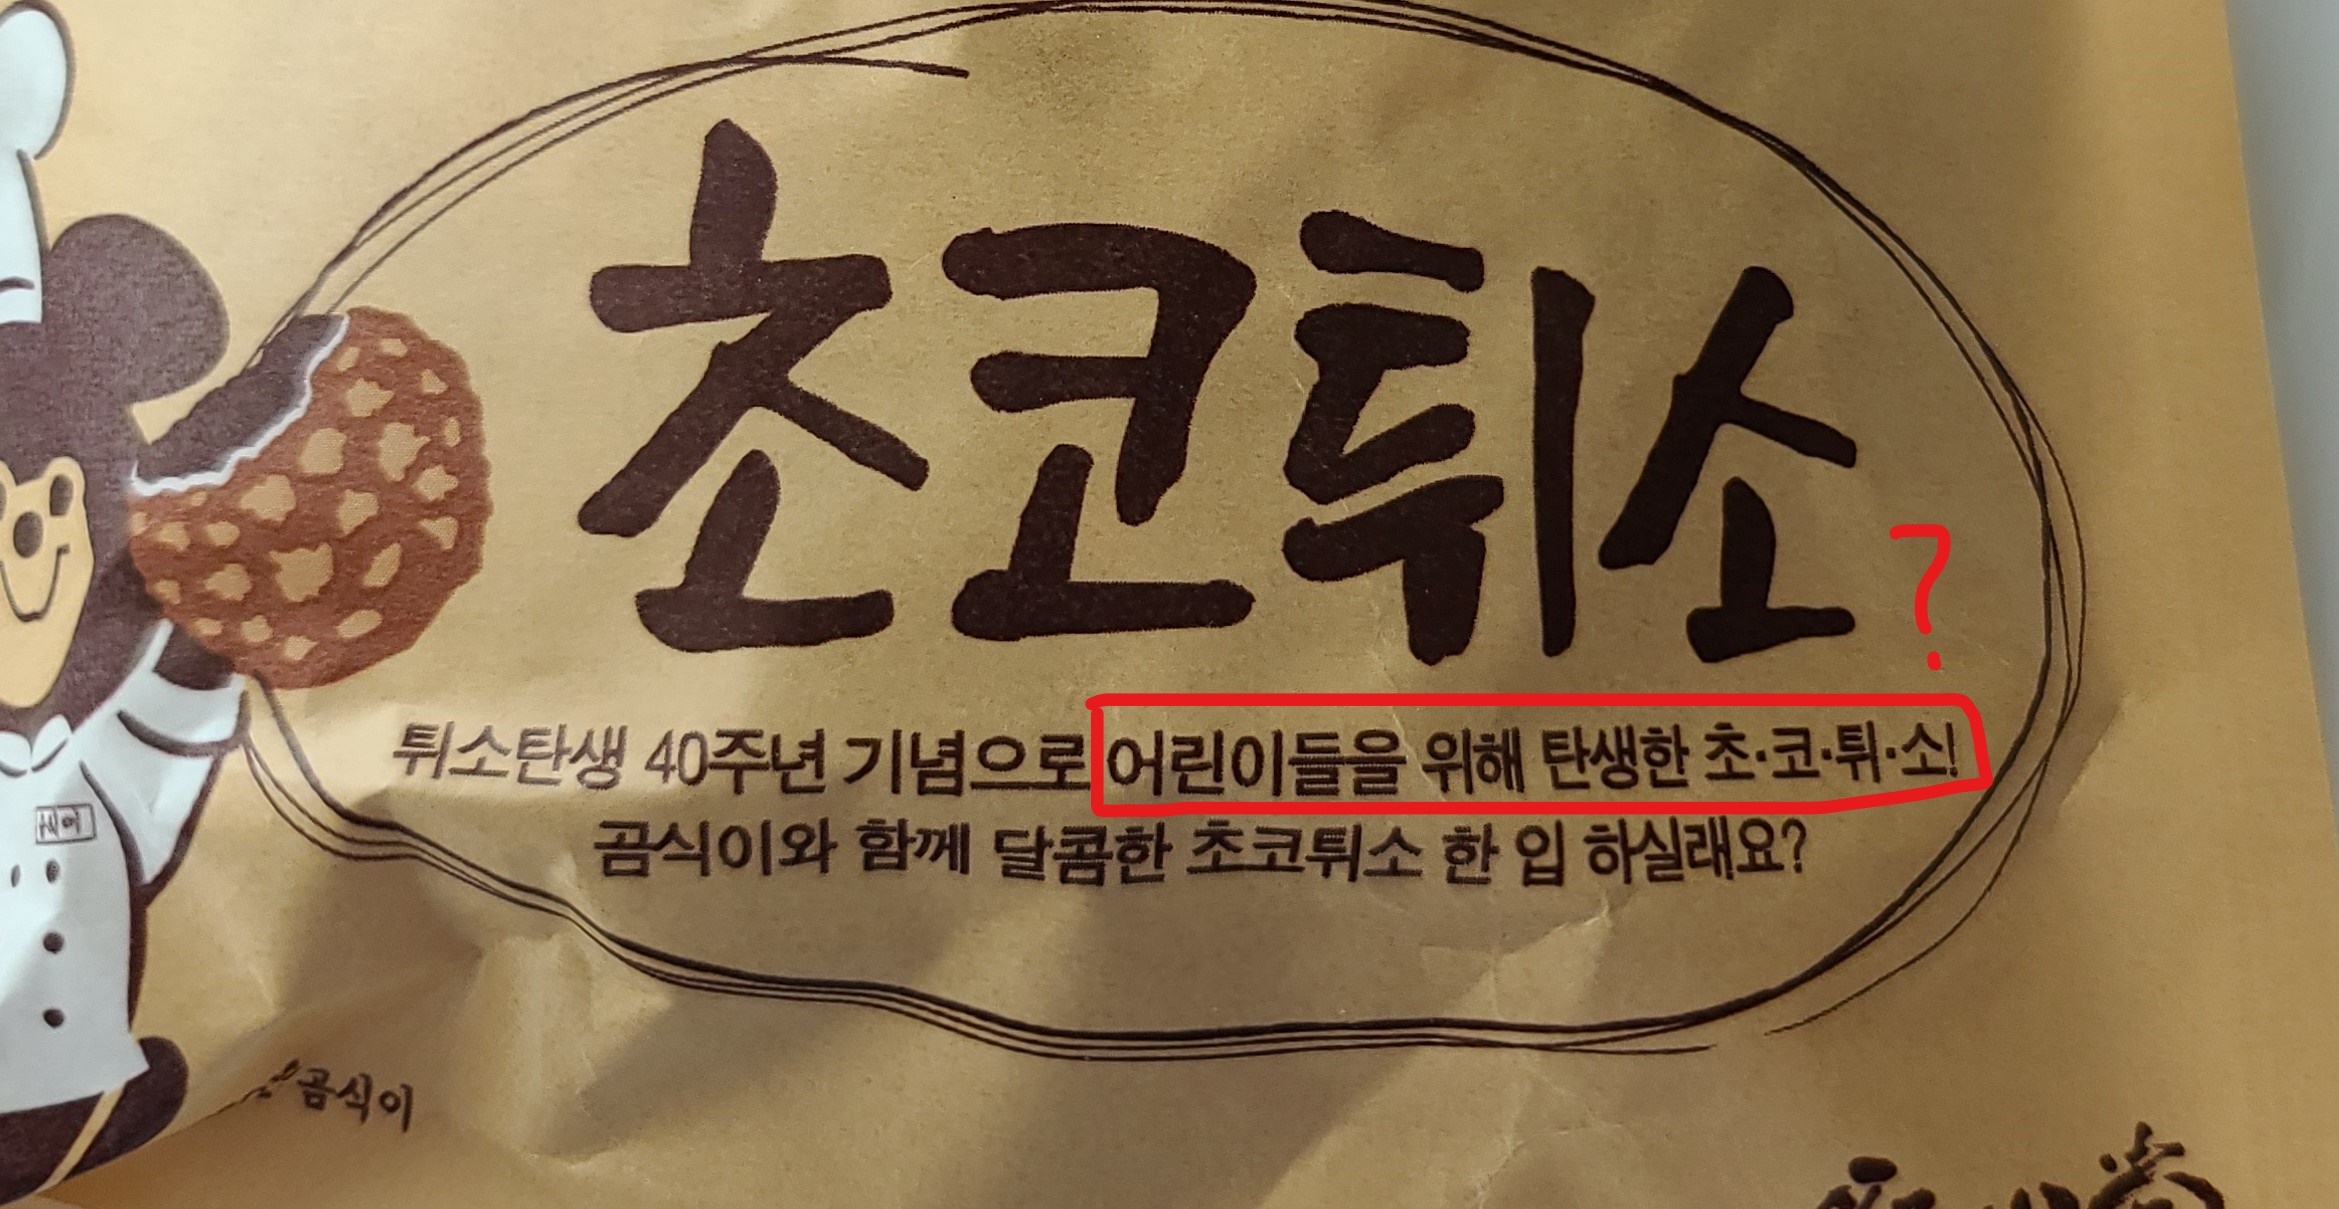 초코튀소
?
튀소탄생 40주년 기념으로 어린이들을 위해 탄생한 초·코·튀·소!
곰식이와 함께 달콤한 초코튀소 한 입 하실래요?
곰식이